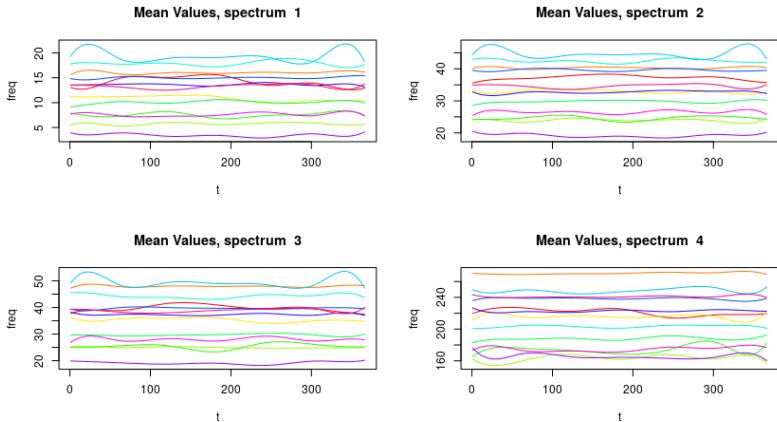 Mean Values, spectrum 1
freq
5 10 15 20
0 100 200 300
t
Mean Values, spectrum 2
freq
20 30 40
0 100 200 300
t
Mean Values, spectrum 3
freq
20 30 40 50
0 100 200 300
t
Mean Values, spectrum 4
freq
160 200 240
0 100 200 300
t